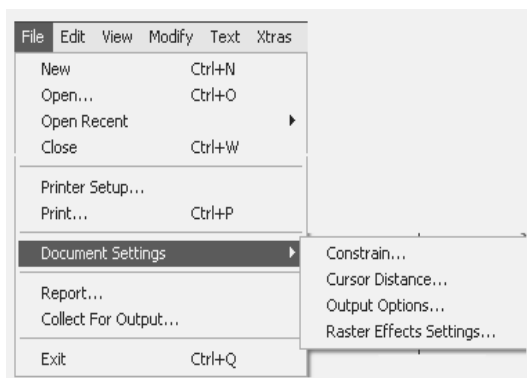 File Edit View Modify Text Xtras
New Ctrl+N
Open... Ctrl+O
Open Recent
Close Ctrl+W
Printer Setup...
Print... Ctrl+P
Document Settings
Constrain...
Cursor Distance...
Output Options...
Raster Effects Settings...
Report...
Collect For Output...
Exit Ctrl+Q